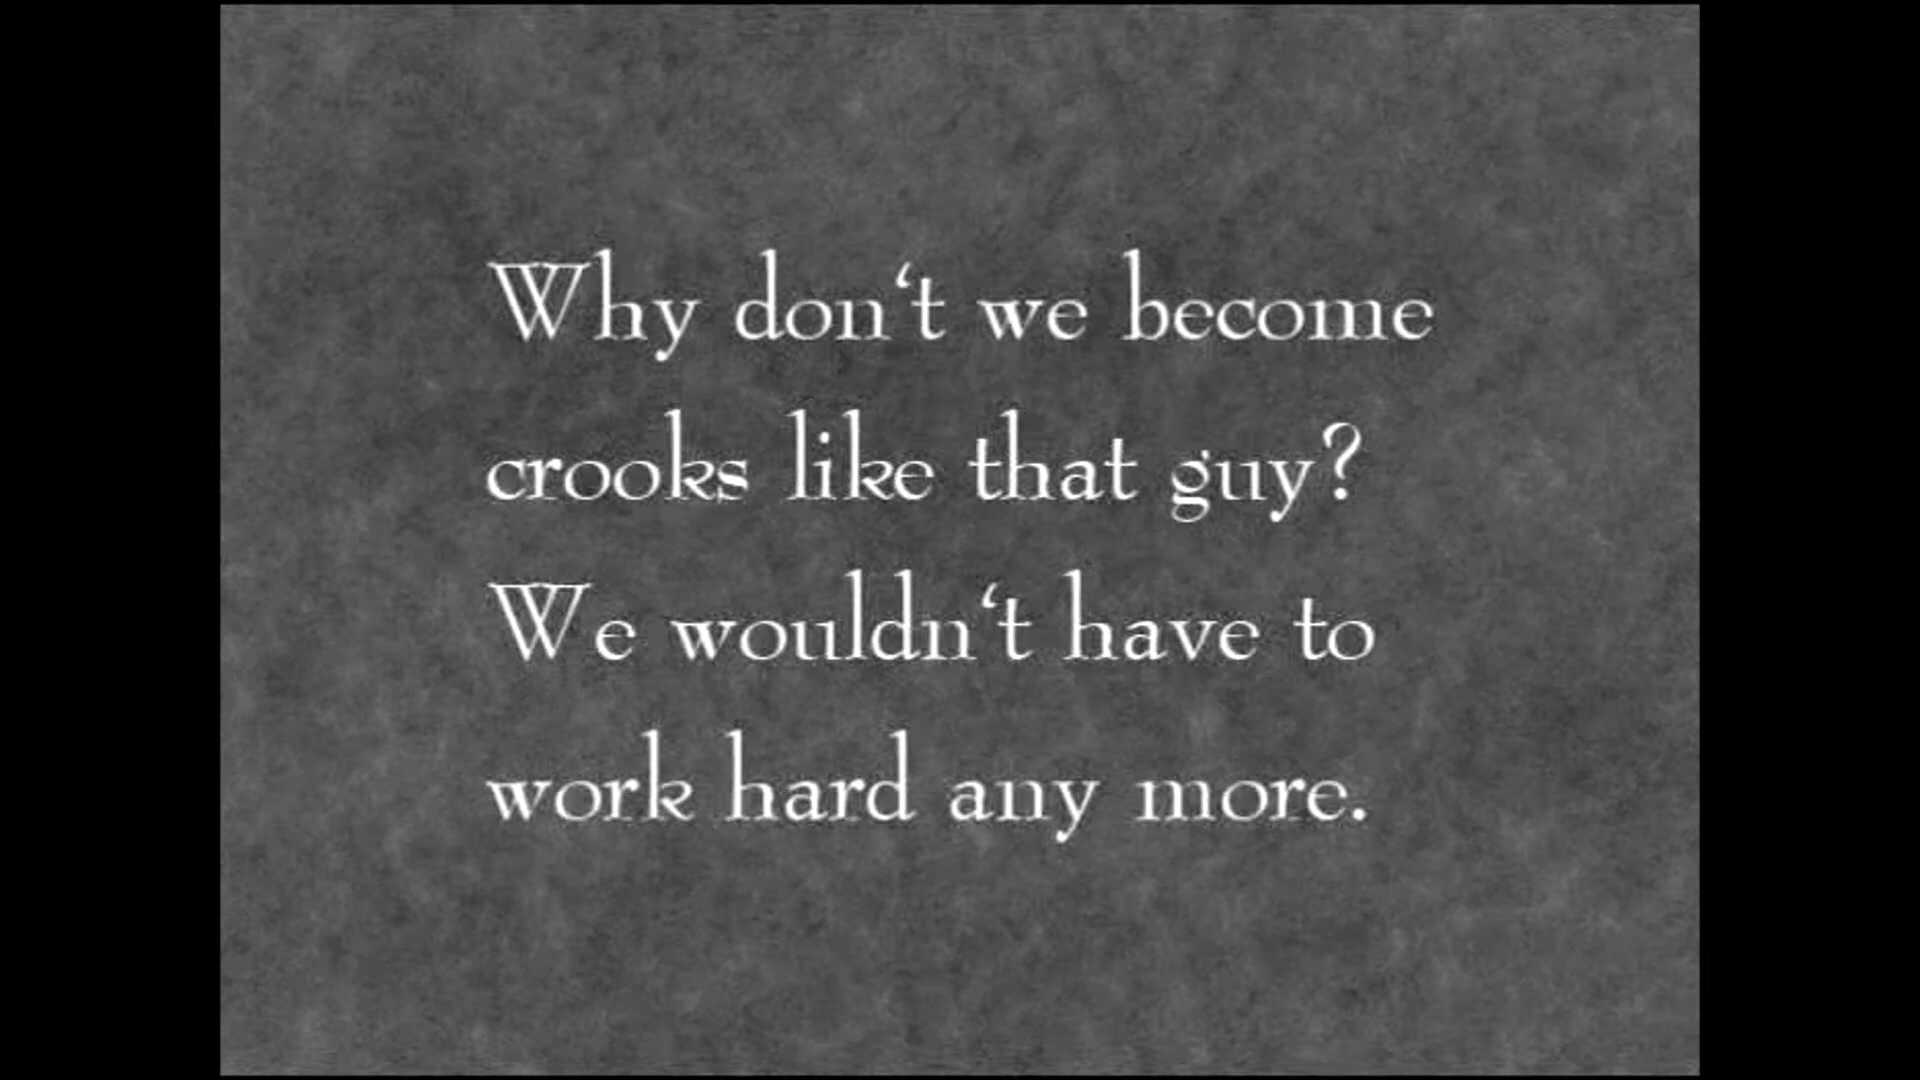 Why don‘t we become
crooks like that guy?
We wouldn‘t have to
work hard any more.